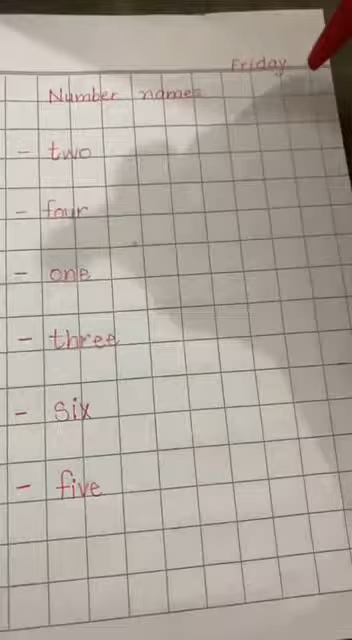 Friday
Number names
- two
- four
- one
- three
- six
- five